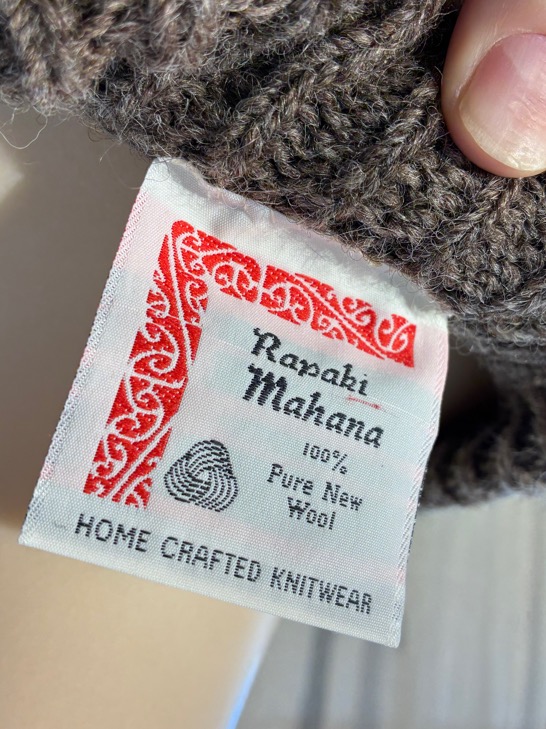 Rapaki
Mahana
100%
Pure New
Wool
HOME CRAFTED KNITWEAR